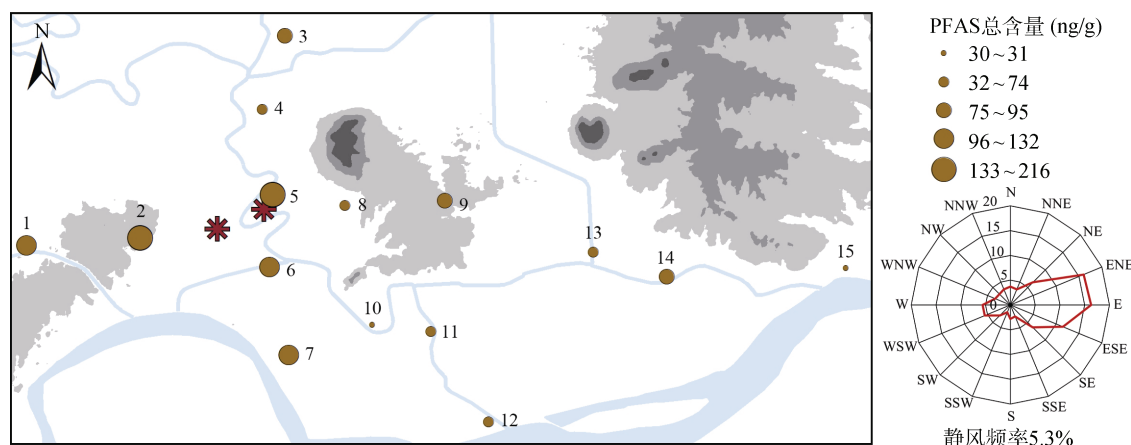 N
3
4
5
1
2
8
9
6
13
14
15
10
11
7
12
PFAS总含量 (ng/g)
30~31
32~74
75~95
96~132
133~216
N
NNW
20
NNE
NW
15
NE
10
WNW
ENE
5
W
0
E
WSW
ESE
SW
SE
SSW
SSE
S
静风频率5.3%